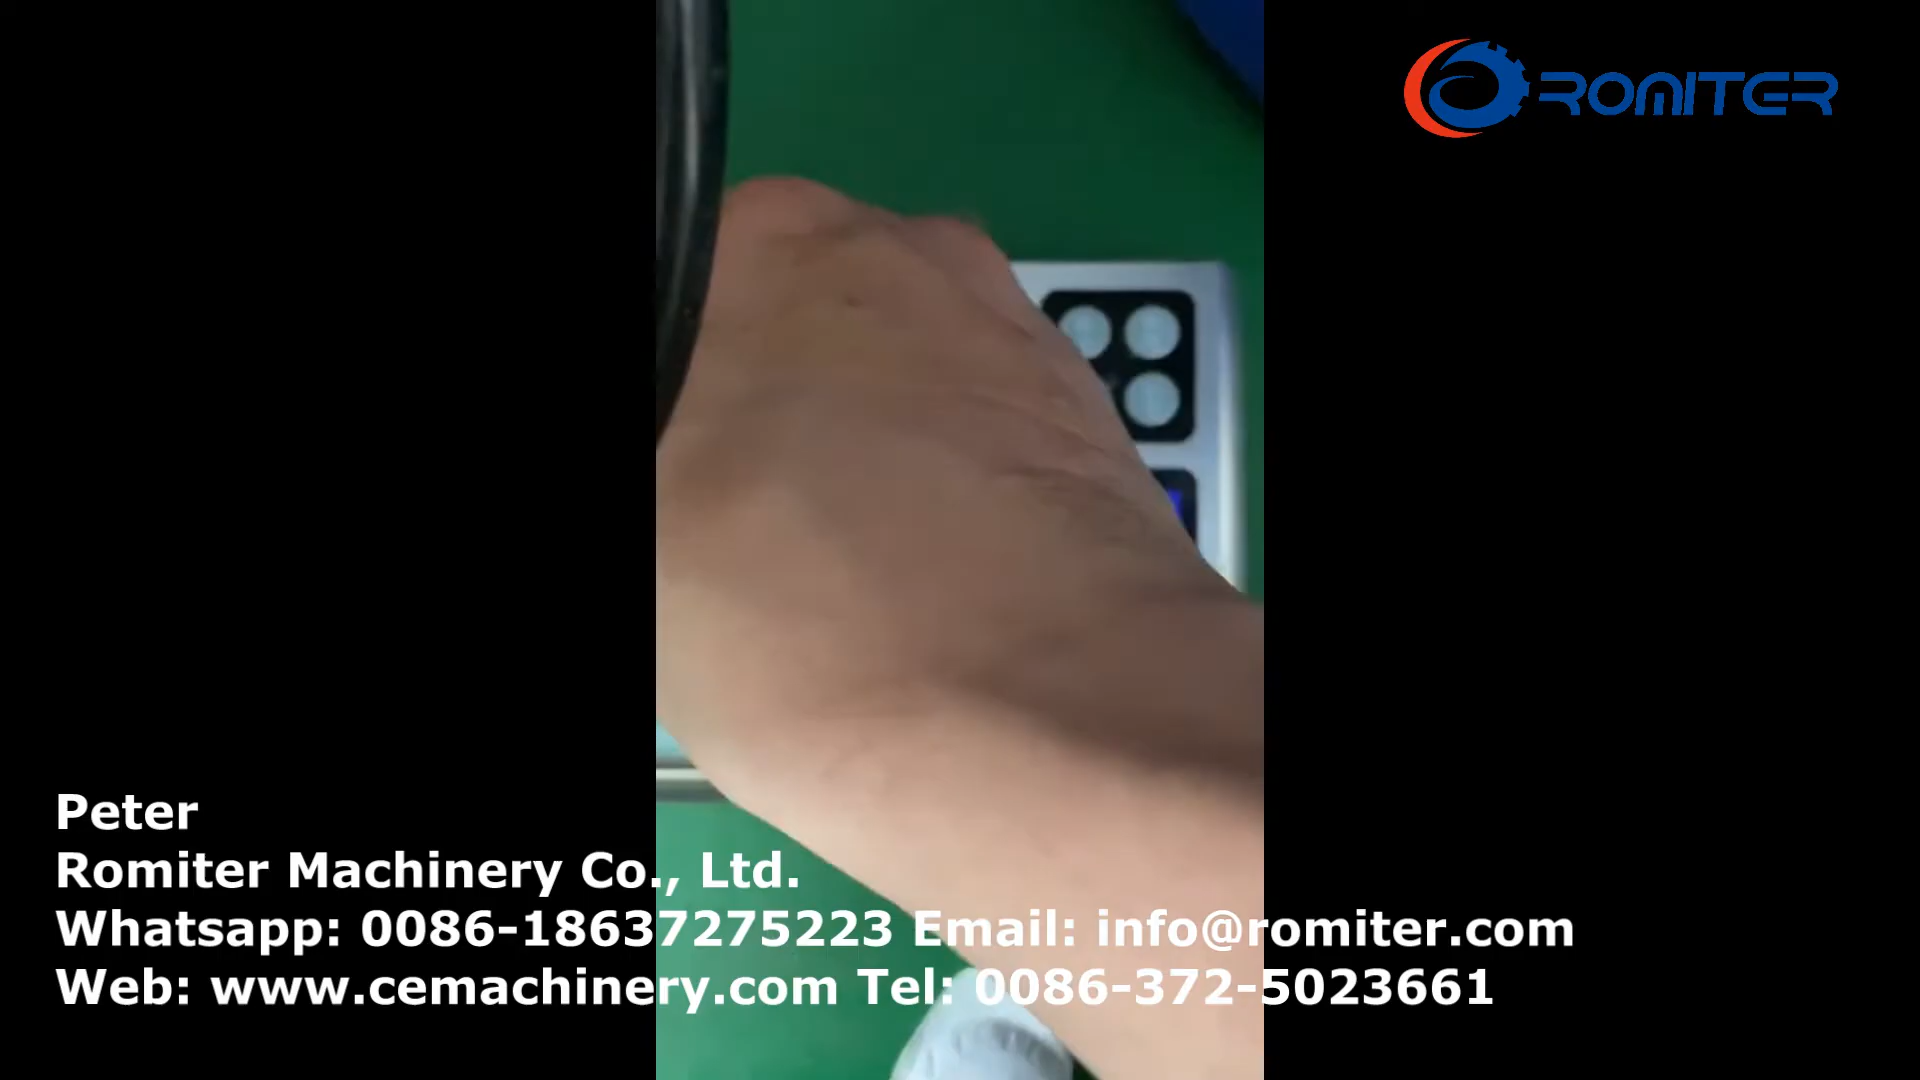 ROMITER
Peter
Romiter Machinery Co., Ltd.
Whatsapp: 0086-18637275223 Email: info@romiter.com
Web: www.cemachinery.com Tel: 0086-372-5023661